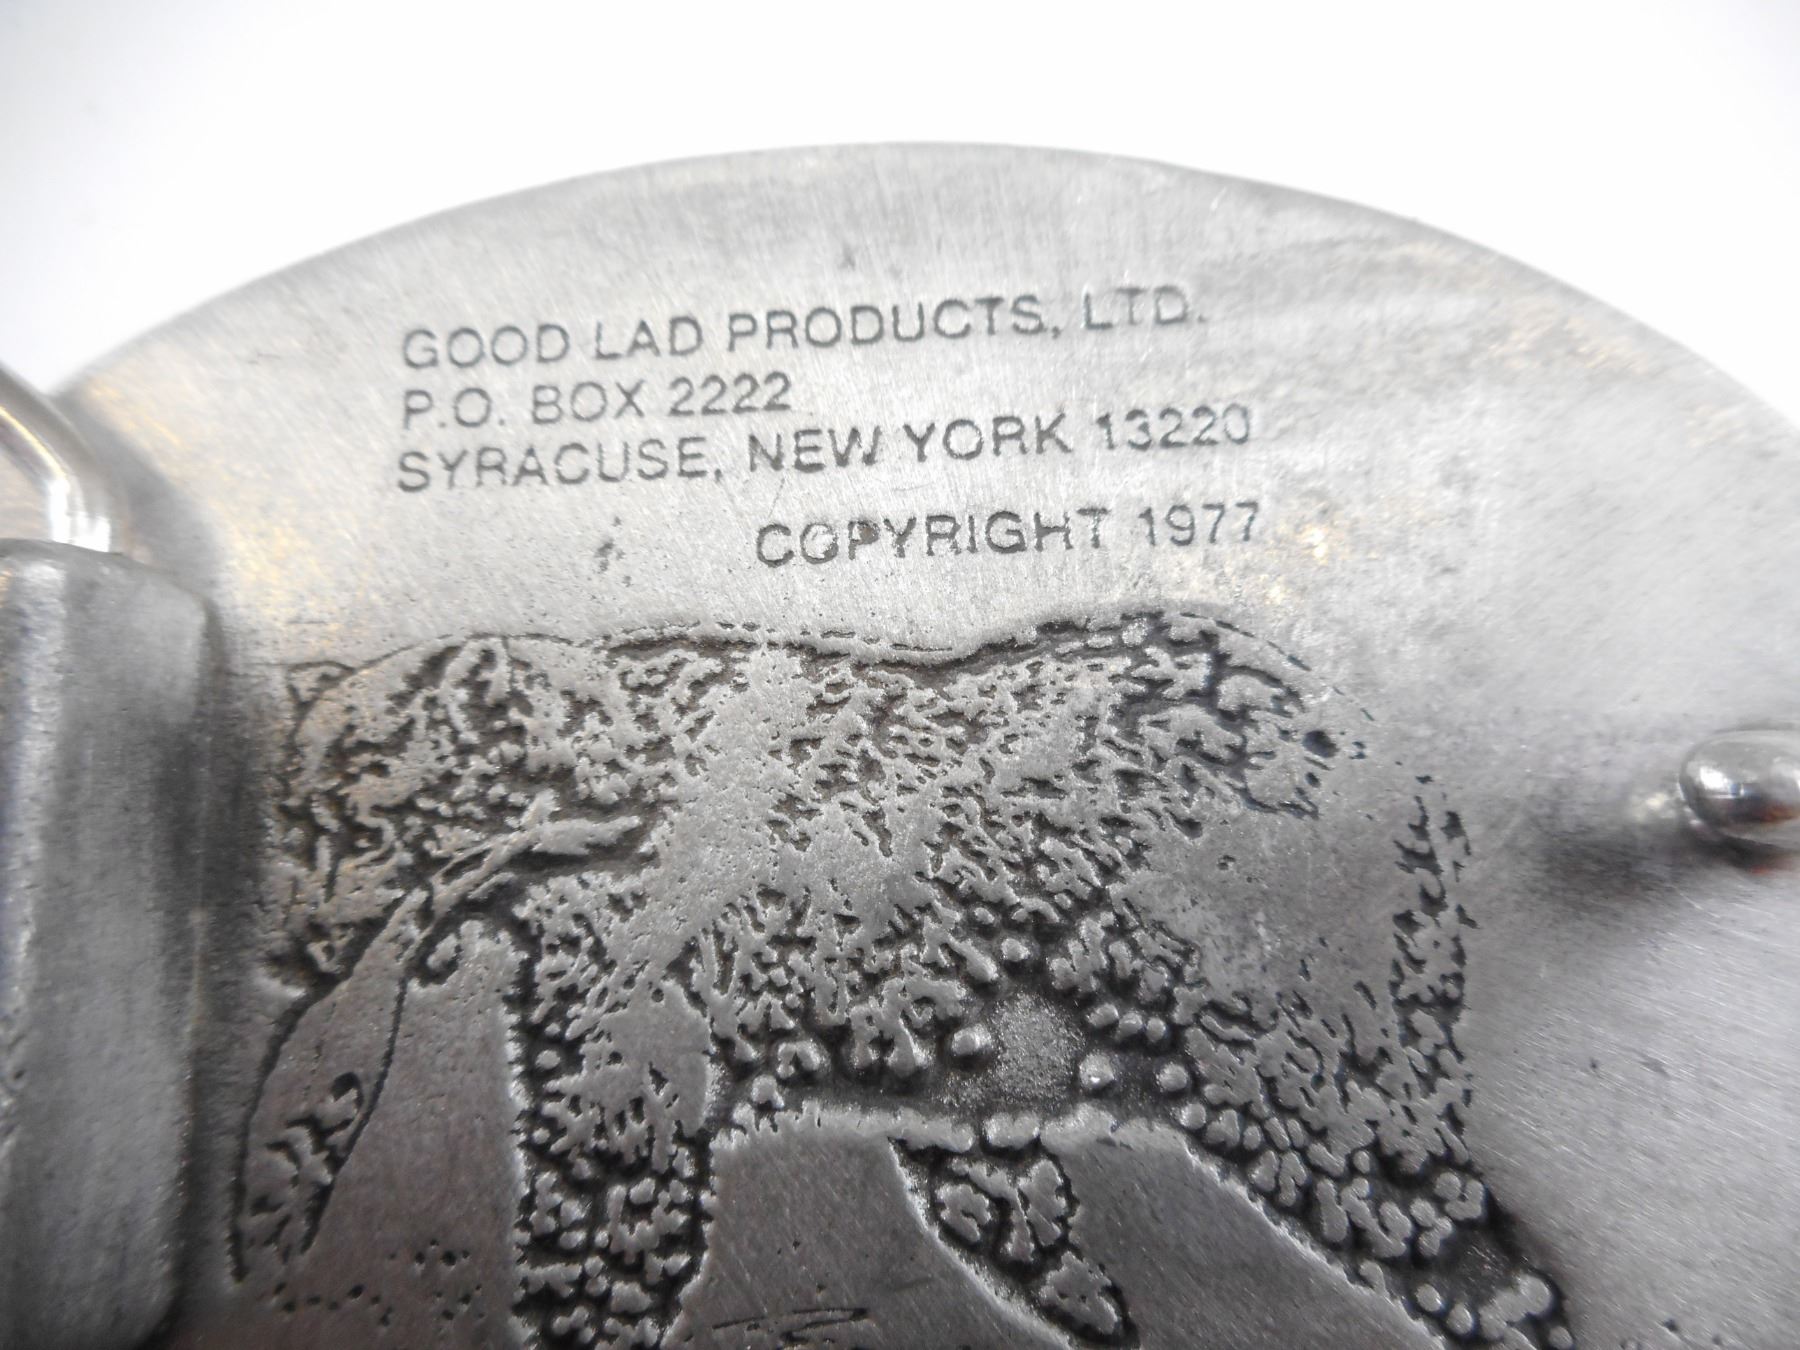 GOOD LAD PRODUCTS, LTD.
P.O. BOX 2222
SYRACUSE, NEW YORK 13220
COPYRIGHT 1977